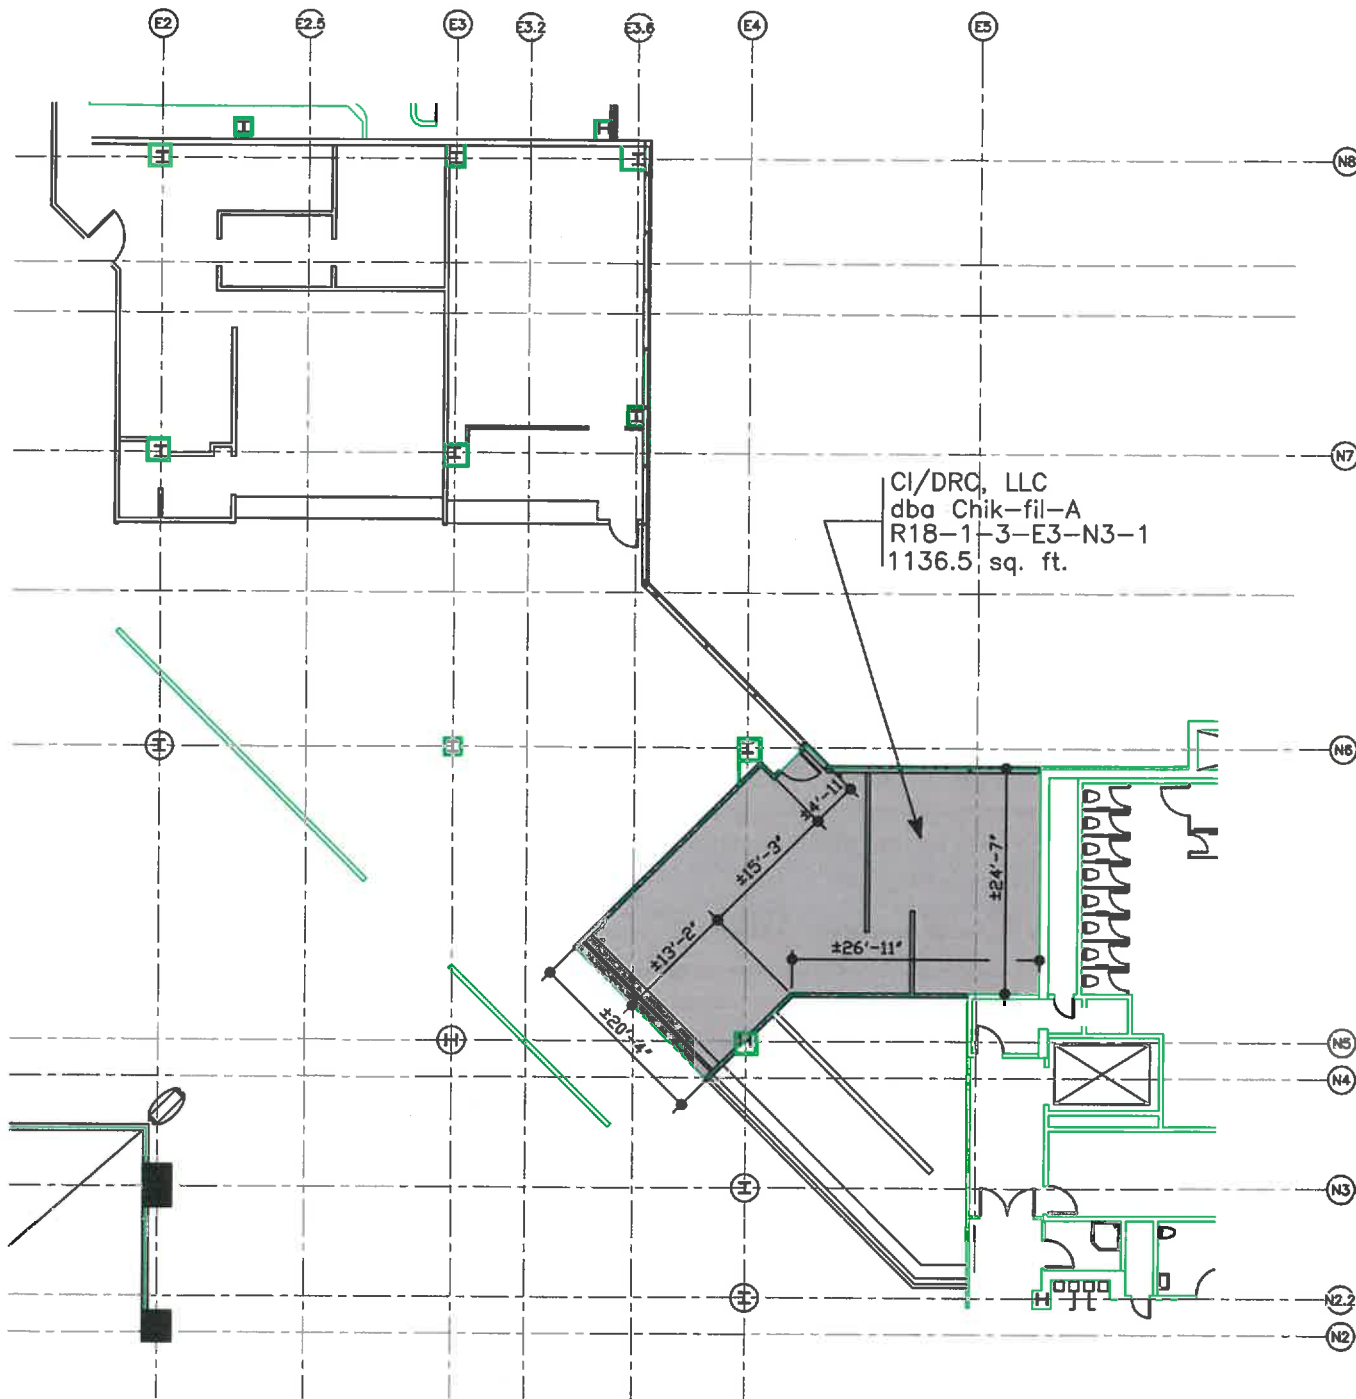 E2
E2.5
E3
E3.2
E3.6
E4
E5
N8
N7
CI/DRC, LLC
dba Chik-fil-A
R18-1-3-E3-N3-1
1136.5 sq. ft.
N6
±4'-11
±15'-3"
±24'-7"
±13'-2"
±26'-11"
±20'-4"
N5
N4
N3
N2.2
N2